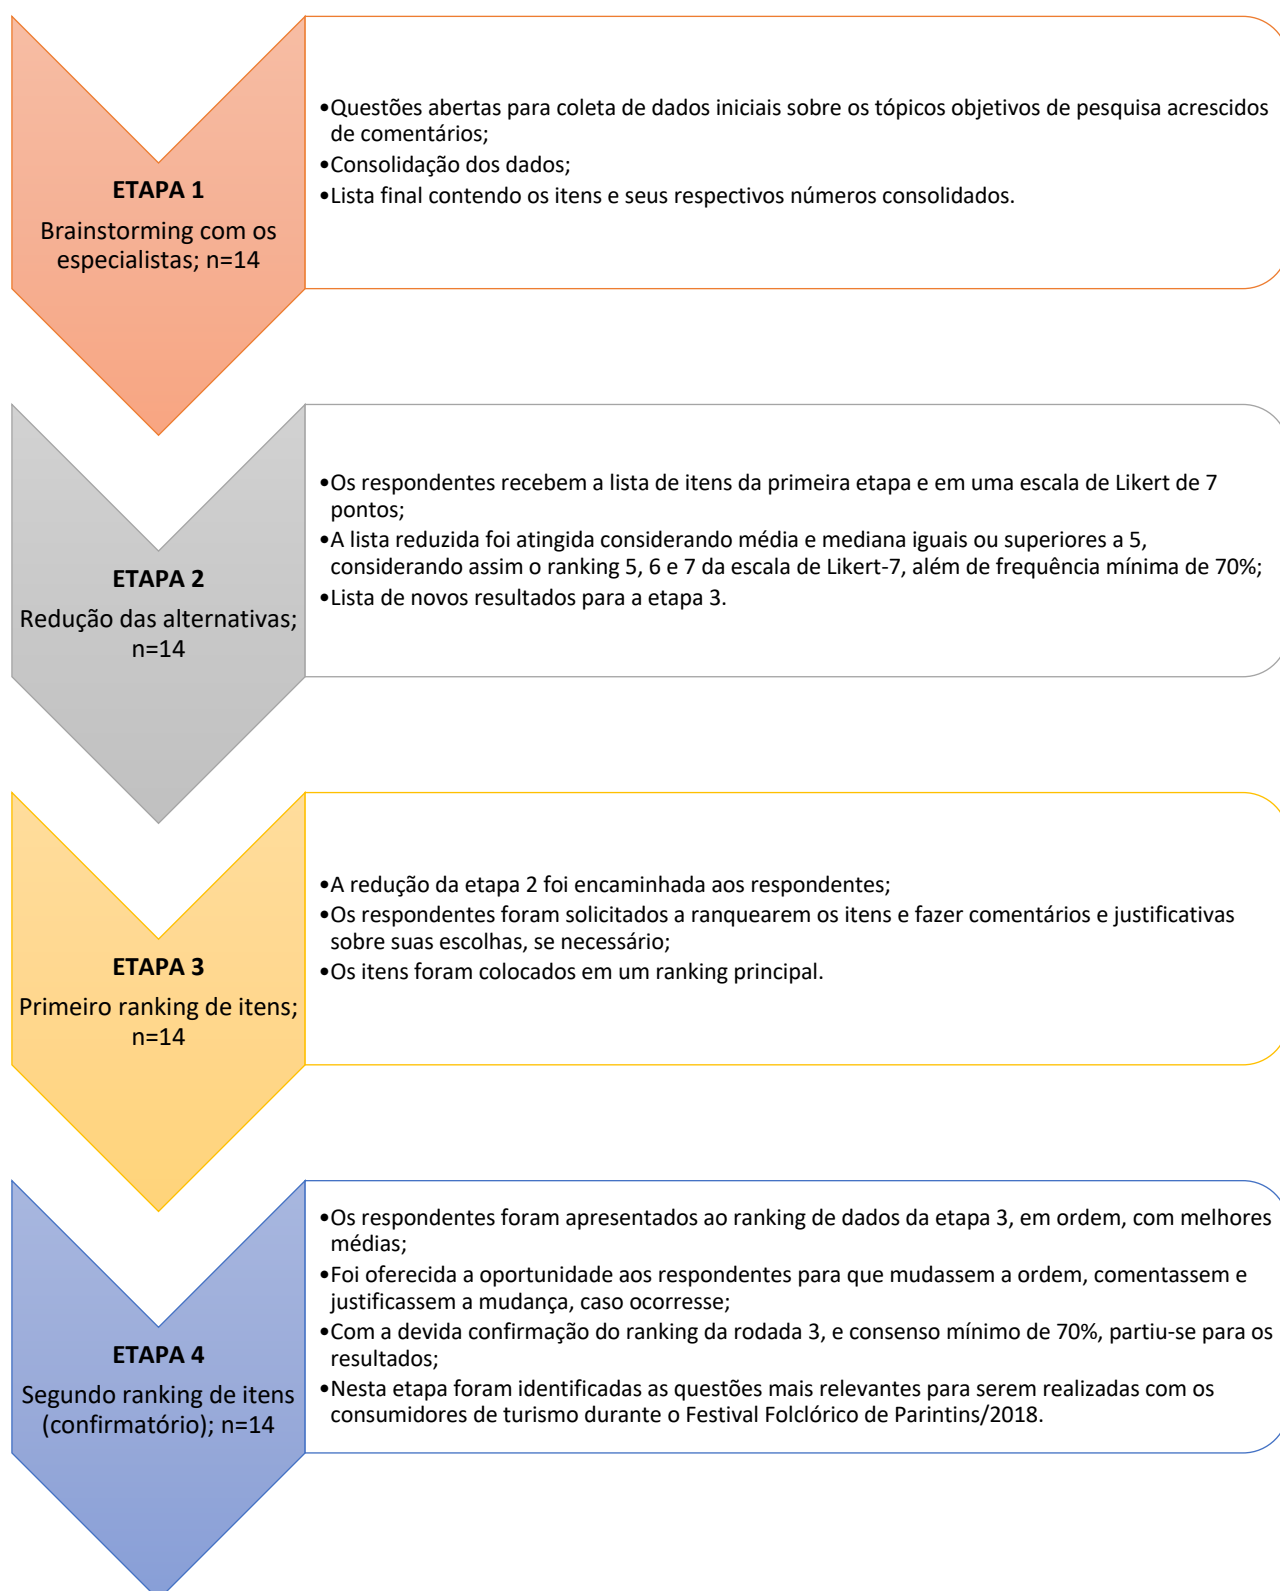 ETAPA 1
Brainstorming com os
especialistas; n=14
•Questões abertas para coleta de dados iniciais sobre os tópicos objetivos de pesquisa acrescidos
de comentários;
•Consolidação dos dados;
•Lista final contendo os itens e seus respectivos números consolidados.
ETAPA 2
Redução das alternativas;
n=14
•Os respondentes recebem a lista de itens da primeira etapa e em uma escala de Likert de 7
pontos;
•A lista reduzida foi atingida considerando média e mediana iguais ou superiores a 5,
considerando assim o ranking 5, 6 e 7 da escala de Likert-7, além de frequência mínima de 70%;
•Lista de novos resultados para a etapa 3.
ETAPA 3
Primeiro ranking de itens;
n=14
•A redução da etapa 2 foi encaminhada aos respondentes;
•Os respondentes foram solicitados a ranquearem os itens e fazer comentários e justificativas
sobre suas escolhas, se necessário;
•Os itens foram colocados em um ranking principal.
ETAPA 4
Segundo ranking de itens
(confirmatório); n=14
•Os respondentes foram apresentados ao ranking de dados da etapa 3, em ordem, com melhores
médias;
•Foi oferecida a oportunidade aos respondentes para que mudassem a ordem, comentassem e
justificassem a mudança, caso ocorresse;
•Com a devida confirmação do ranking da rodada 3, e consenso mínimo de 70%, partiu-se para os
resultados;
•Nesta etapa foram identificadas as questões mais relevantes para serem realizadas com os
consumidores de turismo durante o Festival Folclórico de Parintins/2018.